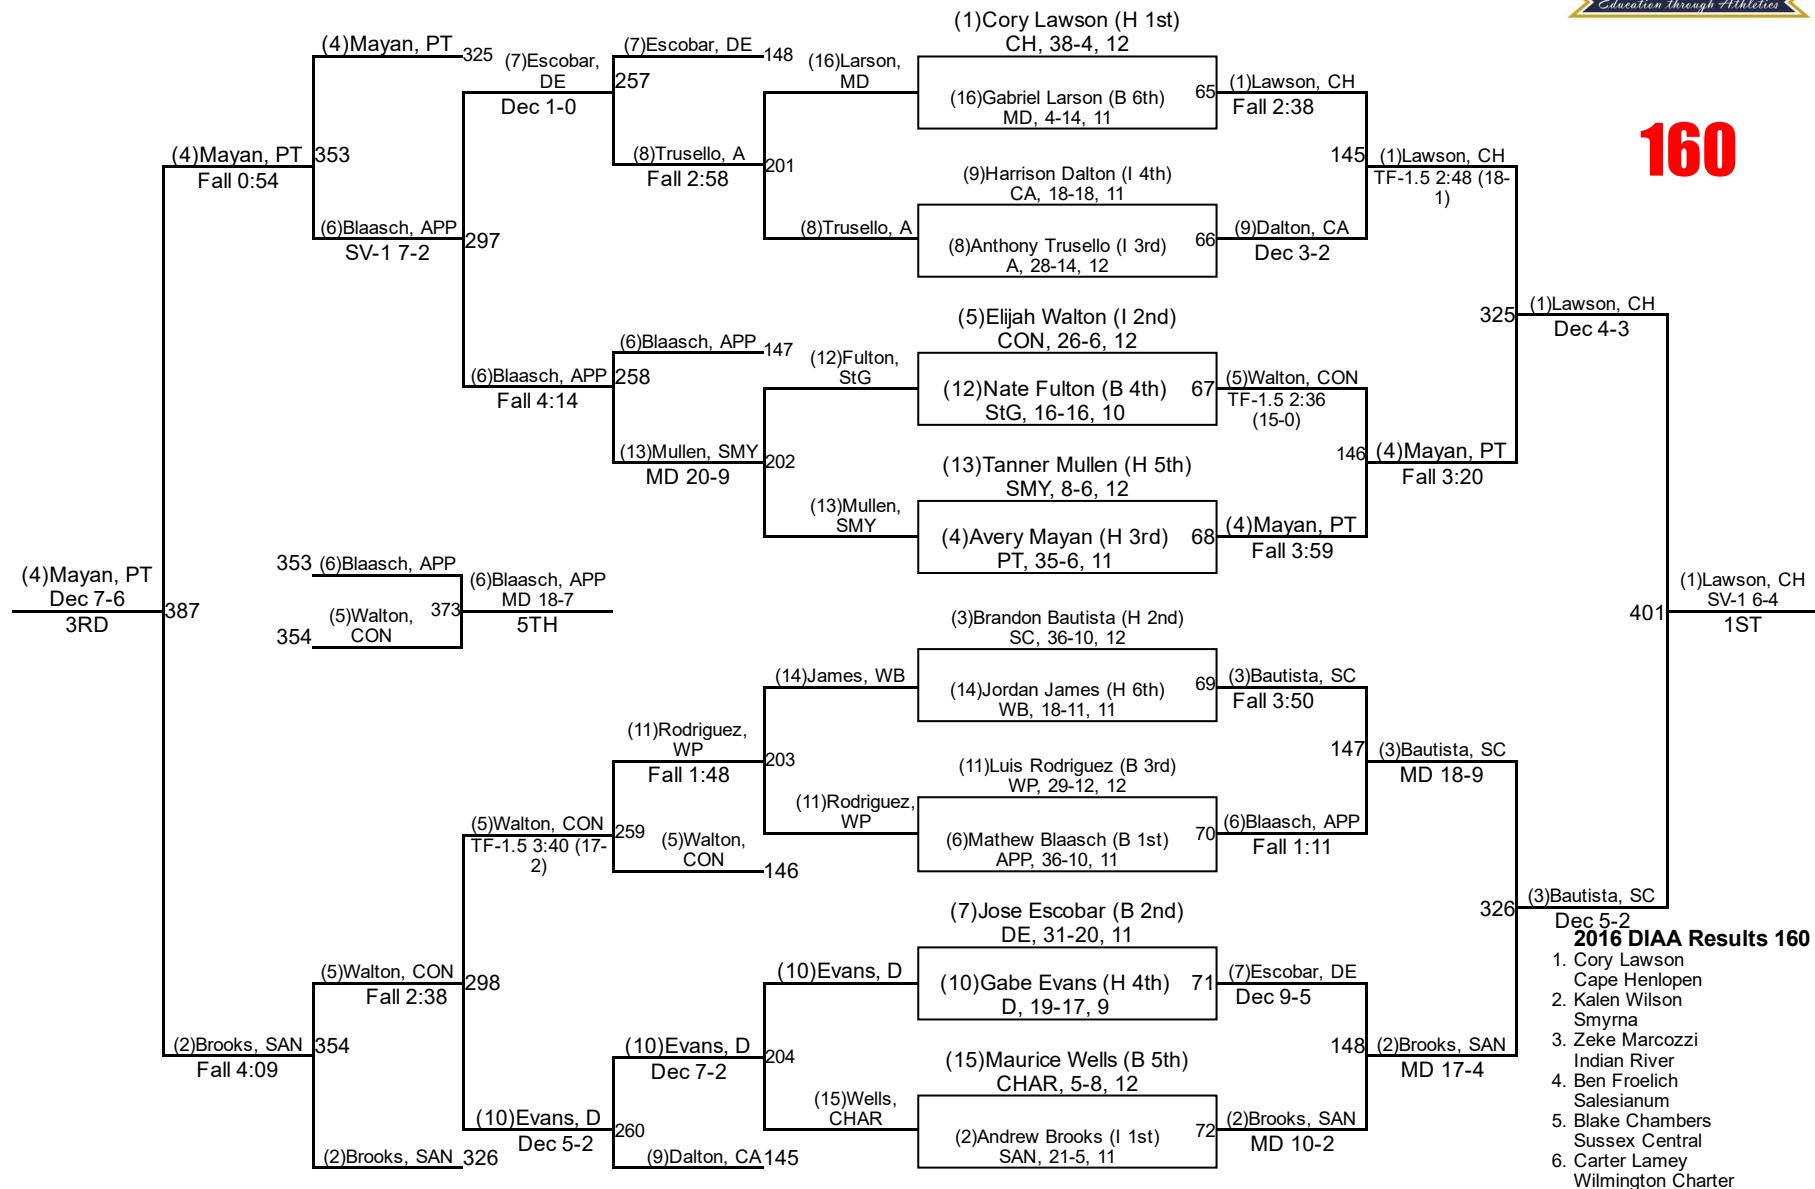 Education through Athletics
160
(1)Cory Lawson (H 1st)
CH, 38-4, 12
(16)Gabriel Larson (B 6th)
MD, 4-14, 11
65
(9)Harrison Dalton (I 4th)
CA, 18-18, 11
(8)Anthony Trusello (I 3rd)
A, 28-14, 12
66
(5)Elijah Walton (I 2nd)
CON, 26-6, 12
(12)Nate Fulton (B 4th)
StG, 16-16, 10
67
(13)Tanner Mullen (H 5th)
SMY, 8-6, 12
(4)Avery Mayan (H 3rd)
PT, 35-6, 11
68
(3)Brandon Bautista (H 2nd)
SC, 36-10, 12
(14)Jordan James (H 6th)
WB, 18-11, 11
69
(11)Luis Rodriguez (B 3rd)
WP, 29-12, 12
(6)Mathew Blaasch (B 1st)
APP, 36-10, 11
70
(7)Jose Escobar (B 2nd)
DE, 31-20, 11
(10)Gabe Evans (H 4th)
D, 19-17, 9
71
(15)Maurice Wells (B 5th)
CHAR, 5-8, 12
(2)Andrew Brooks (I 1st)
SAN, 21-5, 11
72
(1)Lawson, CH
Fall 2:38
(9)Dalton, CA
Dec 3-2
(5)Walton, CON
TF-1.5 2:36
(15-0)
(4)Mayan, PT
Fall 3:59
(3)Bautista, SC
Fall 3:50
(6)Blaasch, APP
Fall 1:11
(7)Escobar, DE
Dec 9-5
(2)Brooks, SAN
MD 10-2
145
(1)Lawson, CH
TF-1.5 2:48 (18-
1)
146
(4)Mayan, PT
Fall 3:20
147
(3)Bautista, SC
MD 18-9
148
(2)Brooks, SAN
MD 17-4
325
(1)Lawson, CH
Dec 4-3
326
(3)Bautista, SC
Dec 5-2
401
(1)Lawson, CH
SV-1 6-4
1ST
(16)Larson,
MD
(8)Trusello, A
201
(12)Fulton,
StG
(13)Mullen,
SMY
202
(14)James, WB
(11)Rodriguez,
WP
203
(10)Evans, D
(15)Wells,
CHAR
204
(7)Escobar, DE
148
(8)Trusello, A
Fall 2:58
257
(6)Blaasch, APP
147
(13)Mullen, SMY
MD 20-9
258
(11)Rodriguez,
WP
Fall 1:48
(5)Walton,
CON
146
259
(10)Evans, D
Dec 7-2
(9)Dalton, CA
145
260
(7)Escobar,
DE
Dec 1-0
(6)Blaasch, APP
Fall 4:14
297
(5)Walton, CON
TF-1.5 3:40 (17-
2)
(10)Evans, D
Dec 5-2
298
(4)Mayan, PT
325
(6)Blaasch, APP
SV-1 7-2
353
(5)Walton, CON
Fall 2:38
(2)Brooks, SAN
326
354
(4)Mayan, PT
Fall 0:54
(2)Brooks, SAN
Fall 4:09
387
(4)Mayan, PT
Dec 7-6
3RD
353
(6)Blaasch, APP
354
(5)Walton,
CON
373
(6)Blaasch, APP
MD 18-7
5TH
2016 DIAA Results 160
1. Cory Lawson
Cape Henlopen
2. Kalen Wilson
Smyrna
3. Zeke Marcozzi
Indian River
4. Ben Froelich
Salesianum
5. Blake Chambers
Sussex Central
6. Carter Lamey
Wilmington Charter